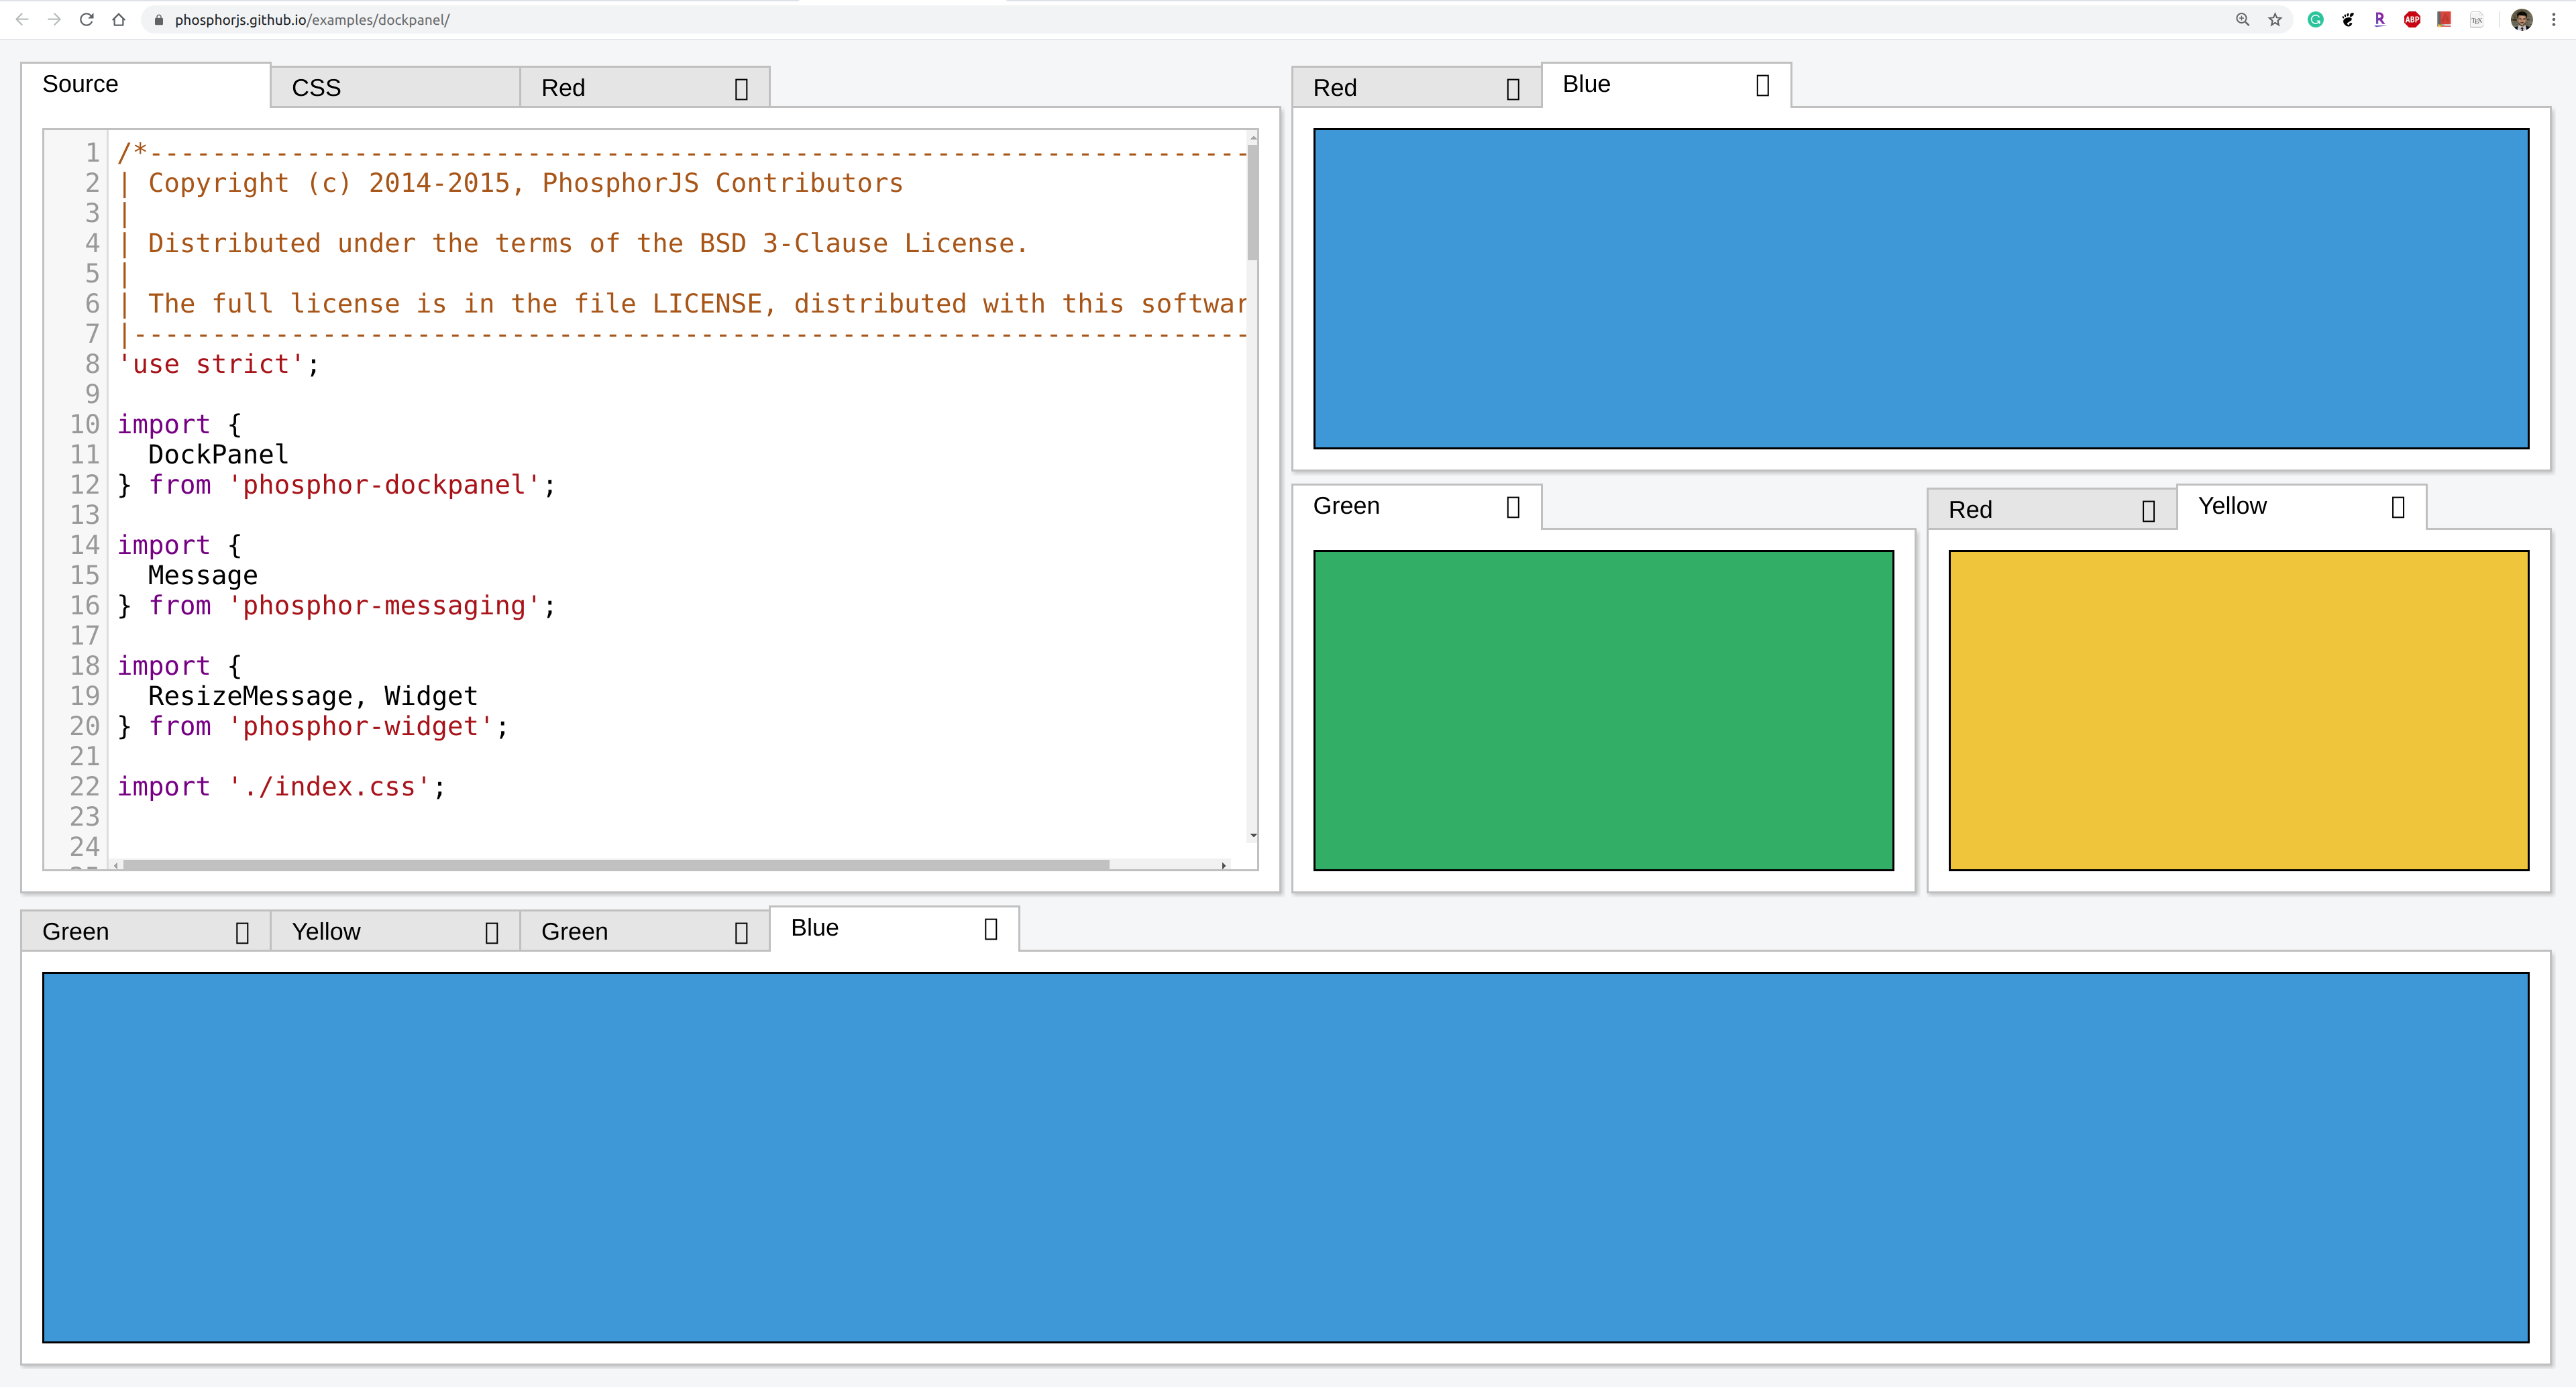 phosphorjs.github.io/examples/dockpanel/
Source
CSS
Red
1 /*----------------------------------------------------------------------
2 | Copyright (c) 2014-2015, PhosphorJS Contributors
3 |
4 | Distributed under the terms of the BSD 3-Clause License.
5 |
6 | The full license is in the file LICENSE, distributed with this softwar
7 |-----------------------------------------------------------------------
8 'use strict';
9
10 import {
11   DockPanel
12 } from 'phosphor-dockpanel';
13
14 import {
15   Message
16 } from 'phosphor-messaging';
17
18 import {
19   ResizeMessage, Widget
20 } from 'phosphor-widget';
21
22 import './index.css';
23
24
Red
Blue
Green
Red
Yellow
Green
Yellow
Green
Blue
R
ABP